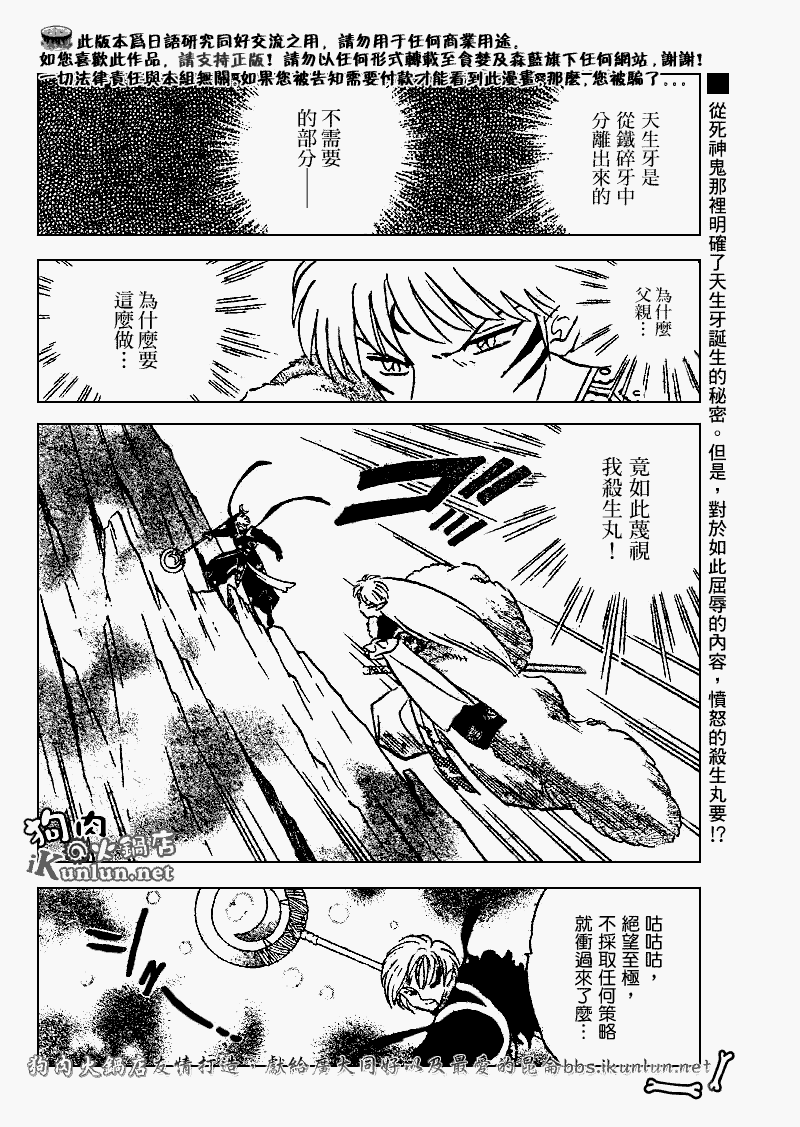 此版本爲日語研究同好交流之用，請勿用于任何商業用途。
如您喜歡此作品，請支持正版！請勿以任何形式轉載至貪婪及森藍旗下任何網站，謝謝！
一切法律責任與本組無關，如果您被告知需要付款才能看到此漫畫，那麼，您被騙了...
從死神鬼那裡明確了天生牙誕生的秘密。但是，對於如此屈辱的內容，憤怒的殺生丸要!?
天生牙是
從鐵碎牙中
分離出來的
不需要
的部分——
為什麼
父親…
為什麼要
這麼做…
竟如此蔑視
我殺生丸！
ゴ
狗肉
@火鍋店
iKunlun.net
咕咕咕，
絕望至極，
不採取任何策略
就衝過來了麼…
狗肉火鍋店友情打造，獻給廣大同好以及最愛的昆侖bbs.ikunlun.net